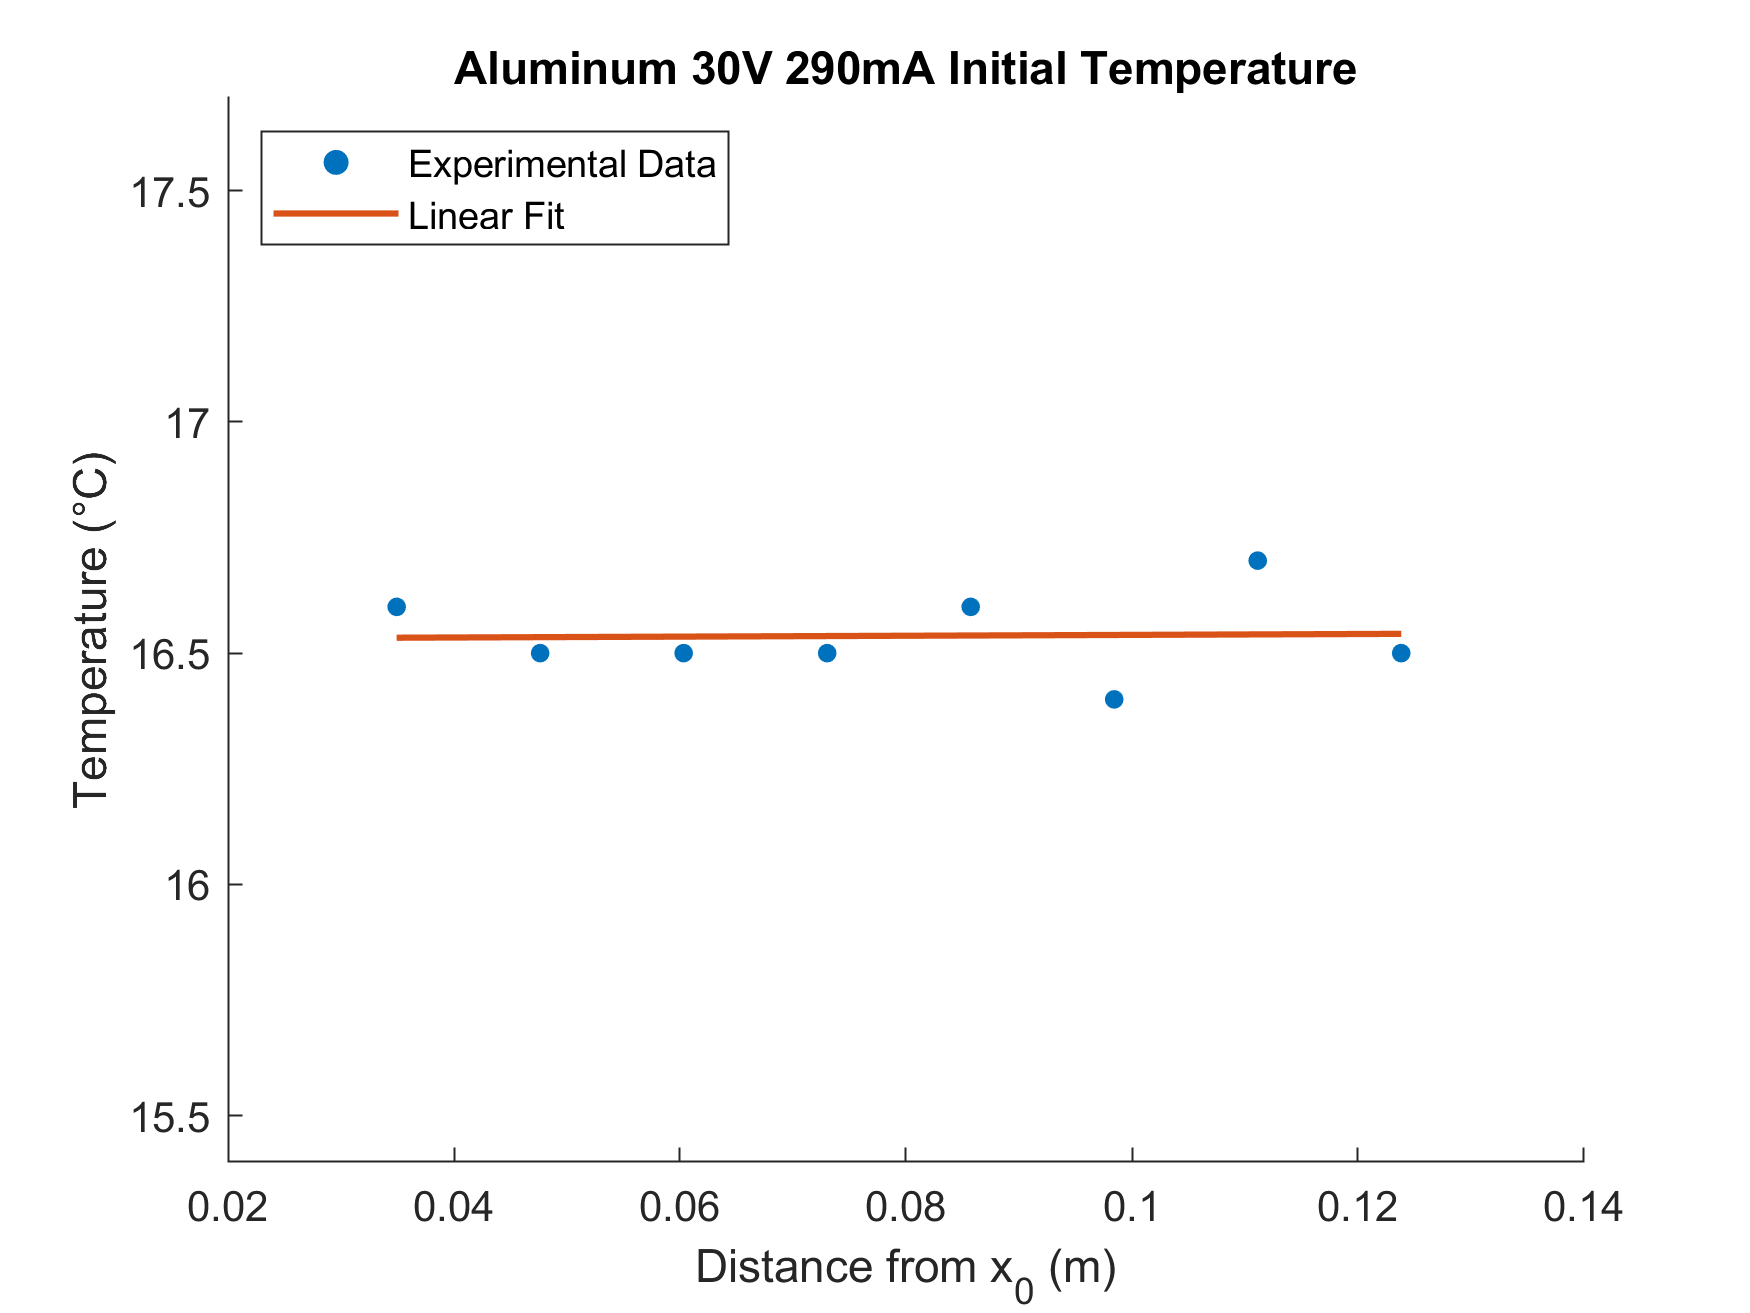 Aluminum 30V 290mA Initial Temperature
Experimental Data
Linear Fit
17.5
17
16.5
16
15.5
Temperature (°C)
0.02 0.04 0.06 0.08 0.1 0.12 0.14
Distance from x₀ (m)